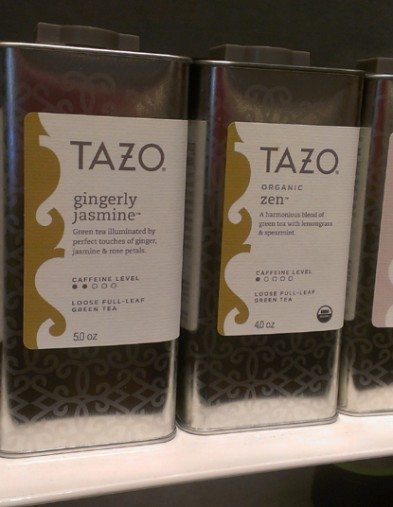 TAZO®
gingerly
jasmine™
Green tea illuminated by
perfect touches of ginger,
jasmine & rose petals.
CAFFEINE LEVEL
LOOSE FULL-LEAF
GREEN TEA
5.0 oz
TAZO®
ORGANIC
zen™
A harmonious blend of
green tea with lemongrass
& spearmint.
CAFFEINE LEVEL
LOOSE FULL-LEAF
GREEN TEA
4.0 oz
USDA